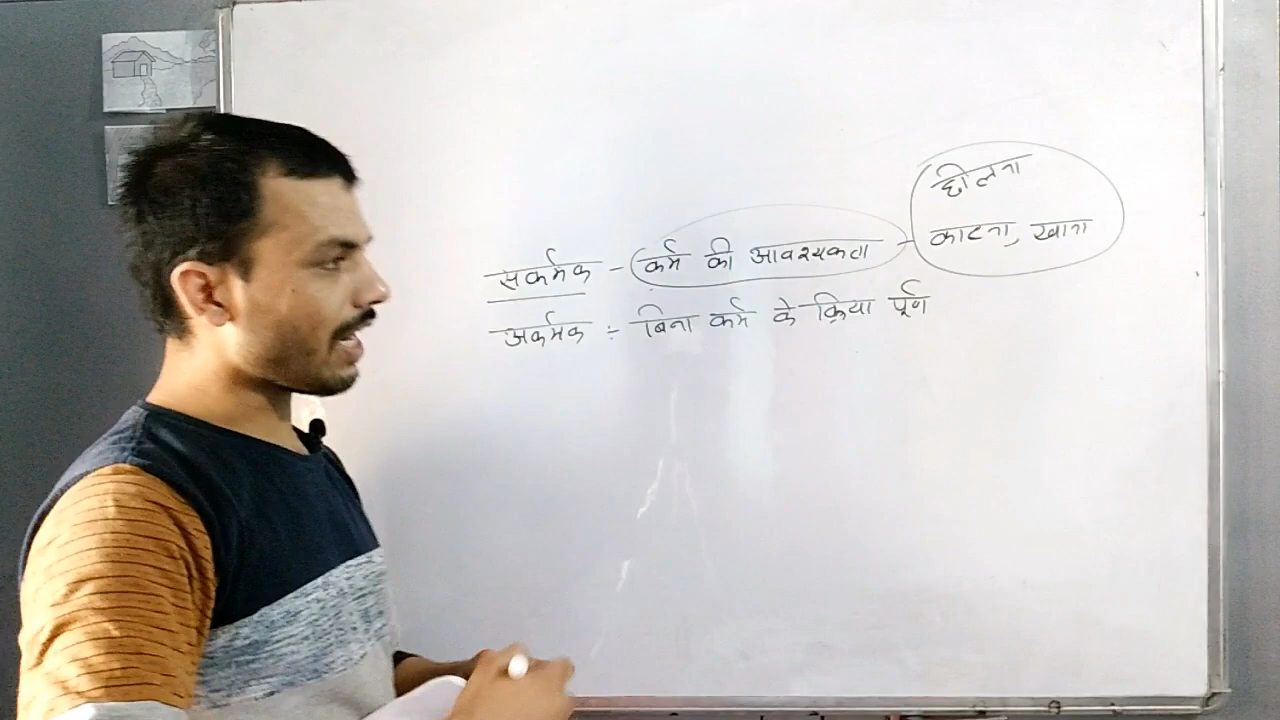 छीलना
सकर्मक - कर्म की आवश्यकता - काटना, खाना
अकर्मक ÷ बिना कर्म के क्रिया पूर्ण